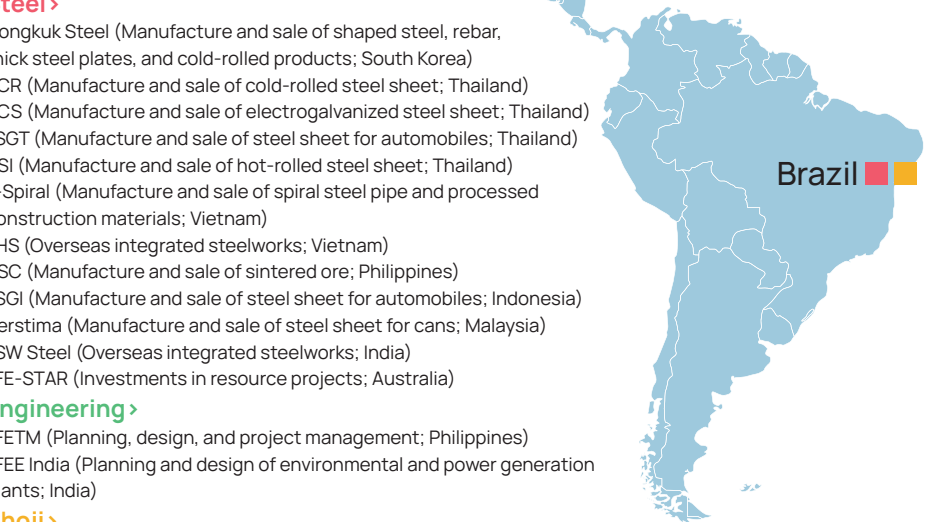 teel>
ongkuk Steel (Manufacture and sale of shaped steel, rebar,
ick steel plates, and cold-rolled products; South Korea)
CR (Manufacture and sale of cold-rolled steel sheet; Thailand)
CS (Manufacture and sale of electrogalvanized steel sheet; Thailand)
SGT (Manufacture and sale of steel sheet for automobiles; Thailand)
SI (Manufacture and sale of hot-rolled steel sheet; Thailand)
-Spiral (Manufacture and sale of spiral steel pipe and processed
onstruction materials; Vietnam)
HS (Overseas integrated steelworks; Vietnam)
SC (Manufacture and sale of sintered ore; Philippines)
SGI (Manufacture and sale of steel sheet for automobiles; Indonesia)
erstima (Manufacture and sale of steel sheet for cans; Malaysia)
SW Steel (Overseas integrated steelworks; India)
FE-STAR (Investments in resource projects; Australia)
ngineering>
FETM (Planning, design, and project management; Philippines)
FEE India (Planning and design of environmental and power generation
ants; India)
Brazil